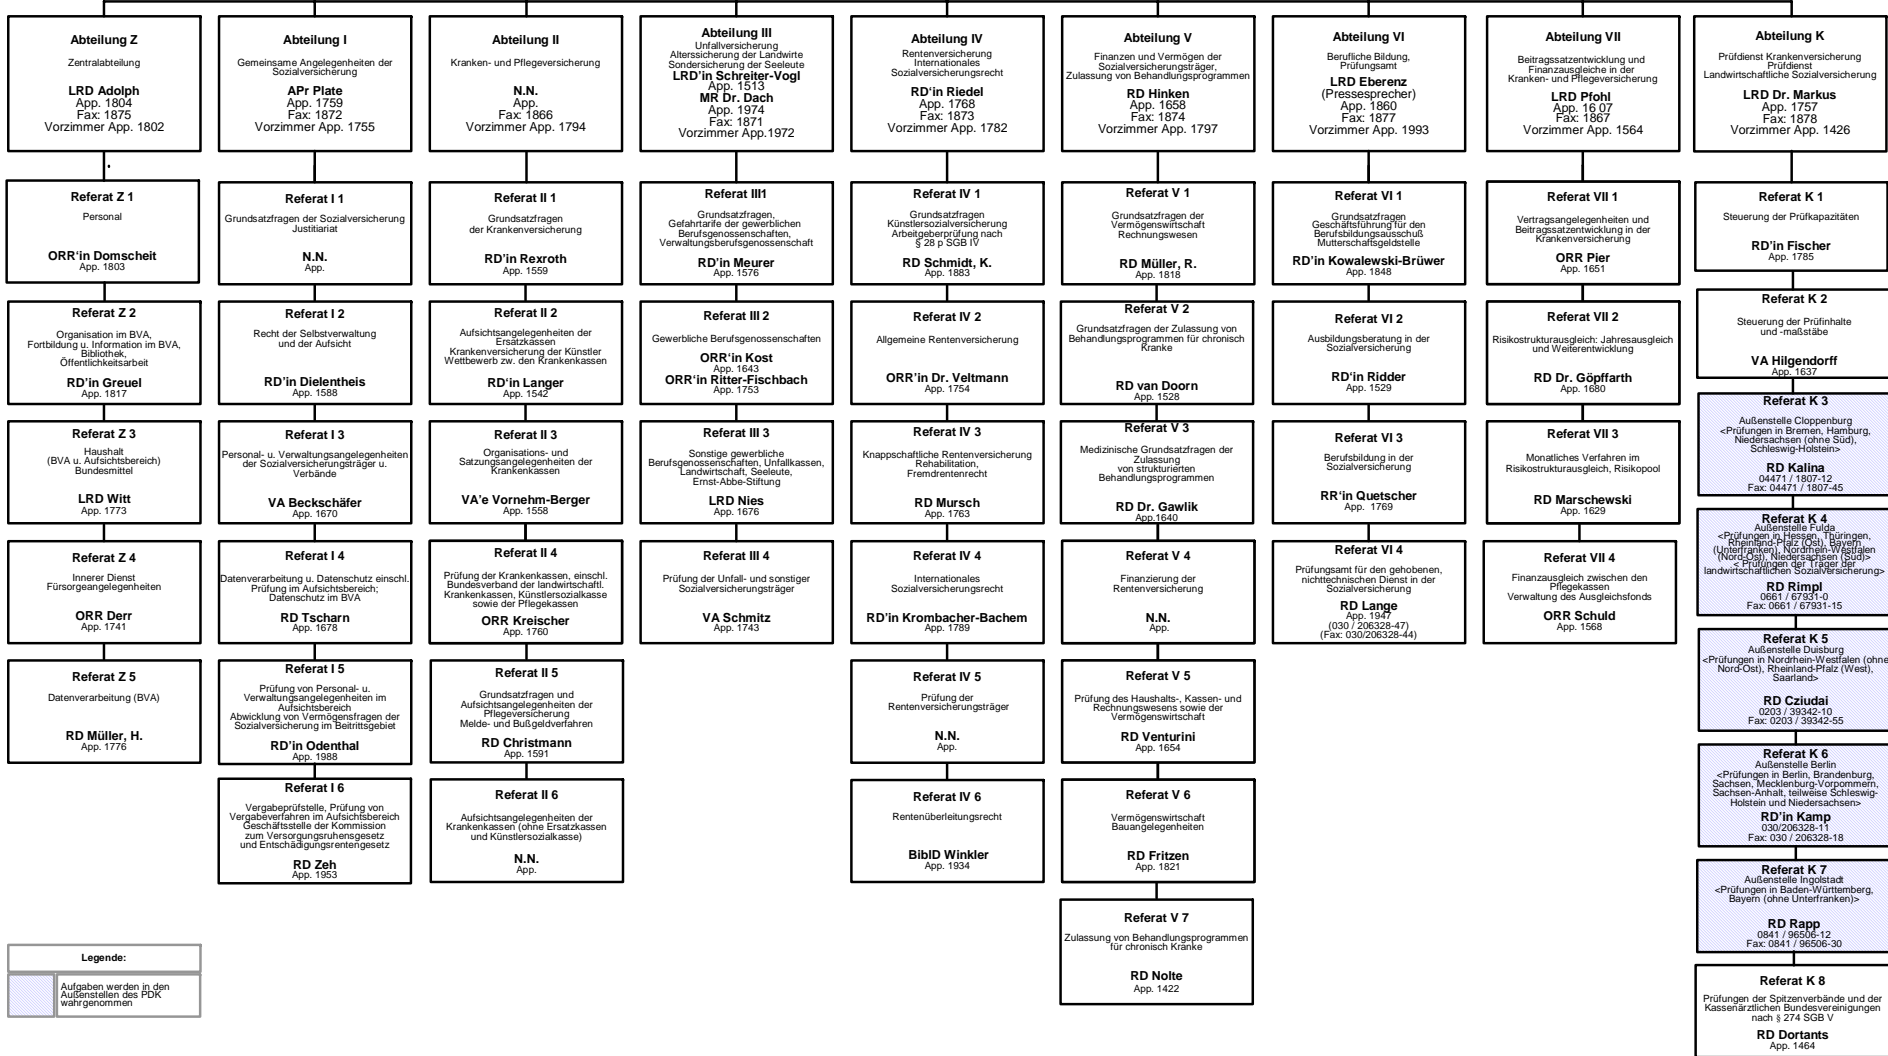 Abteilung Z
Zentralabteilung
LRD Adolph
App. 1804
Fax: 1875
Vorzimmer App. 1802
Abteilung I
Gemeinsame Angelegenheiten der
Sozialversicherung
APr Plate
App. 1759
Fax: 1872
Vorzimmer App. 1755
Abteilung II
Kranken- und Pflegeversicherung
N.N.
App.
Fax: 1866
Vorzimmer App. 1794
Abteilung III
Unfallversicherung
Alterssicherung der Landwirte
Sondersicherung der Seeleute
LRD'in Schreiter-Vogl
App. 1513
MR Dr. Dach
App. 1974
Fax: 1871
Vorzimmer App.1972
Abteilung IV
Rentenversicherung
Internationales
Sozialversicherungsrecht
RD'in Riedel
App. 1768
Fax: 1873
Vorzimmer App. 1782
Abteilung V
Finanzen und Vermögen der
Sozialversicherungsträger,
Zulassung von Behandlungsprogrammen
RD Hinken
App. 1658
Fax: 1874
Vorzimmer App. 1797
Abteilung VI
Berufliche Bildung,
Prüfungsamt
LRD Eberenz
(Pressesprecher)
App. 1860
Fax: 1877
Vorzimmer App. 1993
Abteilung VII
Beitragssatzentwicklung und
Finanzausgleiche in der
Kranken- und Pflegeversicherung
LRD Pfohl
App. 16 07
Fax: 1867
Vorzimmer App. 1564
Abteilung K
Prüfdienst Krankenversicherung
Prüfdienst
Landwirtschaftliche Sozialversicherung
LRD Dr. Markus
App. 1757
Fax: 1878
Vorzimmer App. 1426
Referat Z 1
Personal
ORR'in Domscheit
App. 1803
Referat I 1
Grundsatzfragen der Sozialversicherung
Justitiariat
N.N.
App.
Referat II 1
Grundsatzfragen
der Krankenversicherung
RD'in Rexroth
App. 1559
Referat III1
Grundsatzfragen,
Gefahrtarife der gewerblichen
Berufsgenossenschaften,
Verwaltungsberufsgenossenschaft
RD'in Meurer
App. 1576
Referat IV 1
Grundsatzfragen
Künstlersozialversicherung
Arbeitgeberprüfung nach
§ 28 p SGB IV
RD Schmidt, K.
App. 1883
Referat V 1
Grundsatzfragen der
Vermögenswirtschaft
Rechnungswesen
RD Müller, R.
App. 1818
Referat VI 1
Grundsatzfragen
Geschäftsführung für den
Berufsbildungsausschuß
Mutterschaftsgeldstelle
RD'in Kowalewski-Brüwer
App. 1848
Referat VII 1
Vertragsangelegenheiten und
Beitragssatzentwicklung in der
Krankenversicherung
ORR Pier
App. 1651
Referat K 1
Steuerung der Prüfkapazitäten
RD'in Fischer
App. 1785
Referat Z 2
Organisation im BVA,
Fortbildung u. Information im BVA,
Bibliothek,
Öffentlichkeitsarbeit
RD'in Greuel
App. 1817
Referat I 2
Recht der Selbstverwaltung
und der Aufsicht
RD'in Dielentheis
App. 1588
Referat II 2
Aufsichtsangelegenheiten der
Ersatzkassen
Krankenversicherung der Künstler
Wettbewerb zw. den Krankenkassen
RD'in Langer
App. 1542
Referat III 2
Gewerbliche Berufsgenossenschaften
ORR'in Kost
App. 1643
ORR'in Ritter-Fischbach
App. 1753
Referat IV 2
Allgemeine Rentenversicherung
ORR'in Dr. Veltmann
App. 1754
Referat V 2
Grundsatzfragen der Zulassung von
Behandlungsprogrammen für chronisch
Kranke
RD van Doorn
App. 1528
Referat VI 2
Ausbildungsberatung in der
Sozialversicherung
RD'in Ridder
App. 1529
Referat VII 2
Risikostrukturausgleich: Jahresausgleich
und Weiterentwicklung
RD Dr. Göpffarth
App. 1680
Referat K 2
Steuerung der Prüfinhalte
und -maßstäbe
VA Hilgendorff
App. 1637
Referat Z 3
Haushalt
(BVA u. Aufsichtsbereich)
Bundesmittel
LRD Witt
App. 1773
Referat I 3
Personal- u. Verwaltungsangelegenheiten
der Sozialversicherungsträger u.
Verbände
VA Beckschäfer
App. 1670
Referat II 3
Organisations- und
Satzungsangelegenheiten der
Krankenkassen
VA'e Vornehm-Berger
App. 1558
Referat III 3
Sonstige gewerbliche
Berufsgenossenschaften, Unfallkassen,
Landwirtschaft, Seeleute,
Ernst-Abbe-Stiftung
LRD Nies
App. 1676
Referat IV 3
Knappschaftliche Rentenversicherung
Rehabilitation,
Fremdrentenrecht
RD Mursch
App. 1763
Referat V 3
Medizinische Grundsatzfragen der
Zulassung
von strukturierten
Behandlungsprogrammen
RD Dr. Gawlik
App.1640
Referat VI 3
Berufsbildung in der
Sozialversicherung
RR'in Quetscher
App. 1769
Referat VII 3
Monatliches Verfahren im
Risikostrukturausgleich, Risikopool
RD Marschewski
App. 1629
Referat K 3
Außenstelle Cloppenburg
<Prüfungen in Bremen, Hamburg,
Niedersachsen (ohne Süd),
Schleswig-Holstein>
RD Kalina
04471 / 1807-12
Fax: 04471 / 1807-45
Referat Z 4
Innerer Dienst
Fürsorgeangelegenheiten
ORR Derr
App. 1741
Referat I 4
Datenverarbeitung u. Datenschutz einschl.
Prüfung im Aufsichtsbereich;
Datenschutz im BVA
RD Tscharn
App. 1678
Referat II 4
Prüfung der Krankenkassen, einschl.
Bundesverband der landwirtschaftl.
Krankenkassen, Künstlersozialkasse
sowie der Pflegekassen
ORR Kreischer
App. 1760
Referat III 4
Prüfung der Unfall- und sonstiger
Sozialversicherungsträger
VA Schmitz
App. 1743
Referat IV 4
Internationales
Sozialversicherungsrecht
RD'in Krombacher-Bachem
App. 1789
Referat V 4
Finanzierung der
Rentenversicherung
N.N.
App.
Referat VI 4
Prüfungsamt für den gehobenen,
nichttechnischen Dienst in der
Sozialversicherung
RD Lange
App. 1947
(030 / 206328-47)
(Fax: 030/206328-44)
Referat VII 4
Finanzausgleich zwischen den
Pflegekassen
Verwaltung des Ausgleichsfonds
ORR Schuld
App. 1568
Referat K 4
Außenstelle Fulda
<Prüfungen in Hessen, Thüringen,
Rheinland-Pfalz (Ost), Bayern
(Unterfranken), Nordrhein-Westfalen
(Nord-Ost), Niedersachsen (Süd)>
< Prüfungen der Träger der
landwirtschaftlichen Sozialversicherung>
RD Rimpl
0661 / 67931-0
Fax: 0661 / 67931-15
Referat Z 5
Datenverarbeitung (BVA)
RD Müller, H.
App. 1776
Referat I 5
Prüfung von Personal- u.
Verwaltungsangelegenheiten im
Aufsichtsbereich
Abwicklung von Vermögensfragen der
Sozialversicherung im Beitrittsgebiet
RD'in Odenthal
App. 1988
Referat II 5
Grundsatzfragen und
Aufsichtsangelegenheiten der
Pflegeversicherung
Melde- und Bußgeldverfahren
RD Christmann
App. 1591
Referat IV 5
Prüfung der
Rentenversicherungsträger
N.N.
App.
Referat V 5
Prüfung des Haushalts-, Kassen- und
Rechnungswesens sowie der
Vermögenswirtschaft
RD Venturini
App. 1654
Referat K 5
Außenstelle Duisburg
<Prüfungen in Nordrhein-Westfalen (ohne
Nord-Ost), Rheinland-Pfalz (West),
Saarland>
RD Cziudai
0203 / 39342-10
Fax: 0203 / 39342-55
Referat I 6
Vergabeprüfstelle, Prüfung von
Vergabeverfahren im Aufsichtsbereich
Geschäftsstelle der Kommission
zum Versorgungsruhensgesetz
und Entschädigungsrentengesetz
RD Zeh
App. 1953
Referat II 6
Aufsichtsangelegenheiten der
Krankenkassen (ohne Ersatzkassen
und Künstlersozialkasse)
N.N.
App.
Referat IV 6
Rentenüberleitungsrecht
BiblD Winkler
App. 1934
Referat V 6
Vermögenswirtschaft
Bauangelegenheiten
RD Fritzen
App. 1821
Referat K 6
Außenstelle Berlin
<Prüfungen in Berlin, Brandenburg,
Sachsen, Mecklenburg-Vorpommern,
Sachsen-Anhalt, teilweise Schleswig-
Holstein und Niedersachsen>
RD'in Kamp
030/206328-11
Fax: 030 / 206328-18
Referat V 7
Zulassung von Behandlungsprogrammen
für chronisch Kranke
RD Nolte
App. 1422
Referat K 7
Außenstelle Ingolstadt
<Prüfungen in Baden-Württemberg,
Bayern (ohne Unterfranken)>
RD Rapp
0841 / 96506-12
Fax: 0841 / 96506-30
Referat K 8
Prüfungen der Spitzenverbände und der
Kassenärztlichen Bundesvereinigungen
nach § 274 SGB V
RD Dortants
App. 1464
Legende:
Aufgaben werden in den
Außenstellen des PDK
wahrgenommen